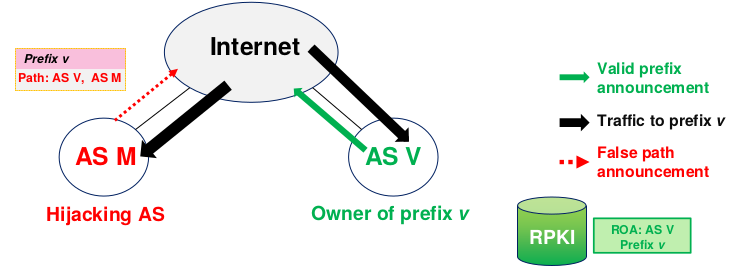 Internet
Prefix v
Path: AS V, AS M
AS M
Hijacking AS
AS V
Owner of prefix v
Valid prefix
announcement
Traffic to prefix v
False path
announcement
RPKI
ROA: AS V
Prefix v